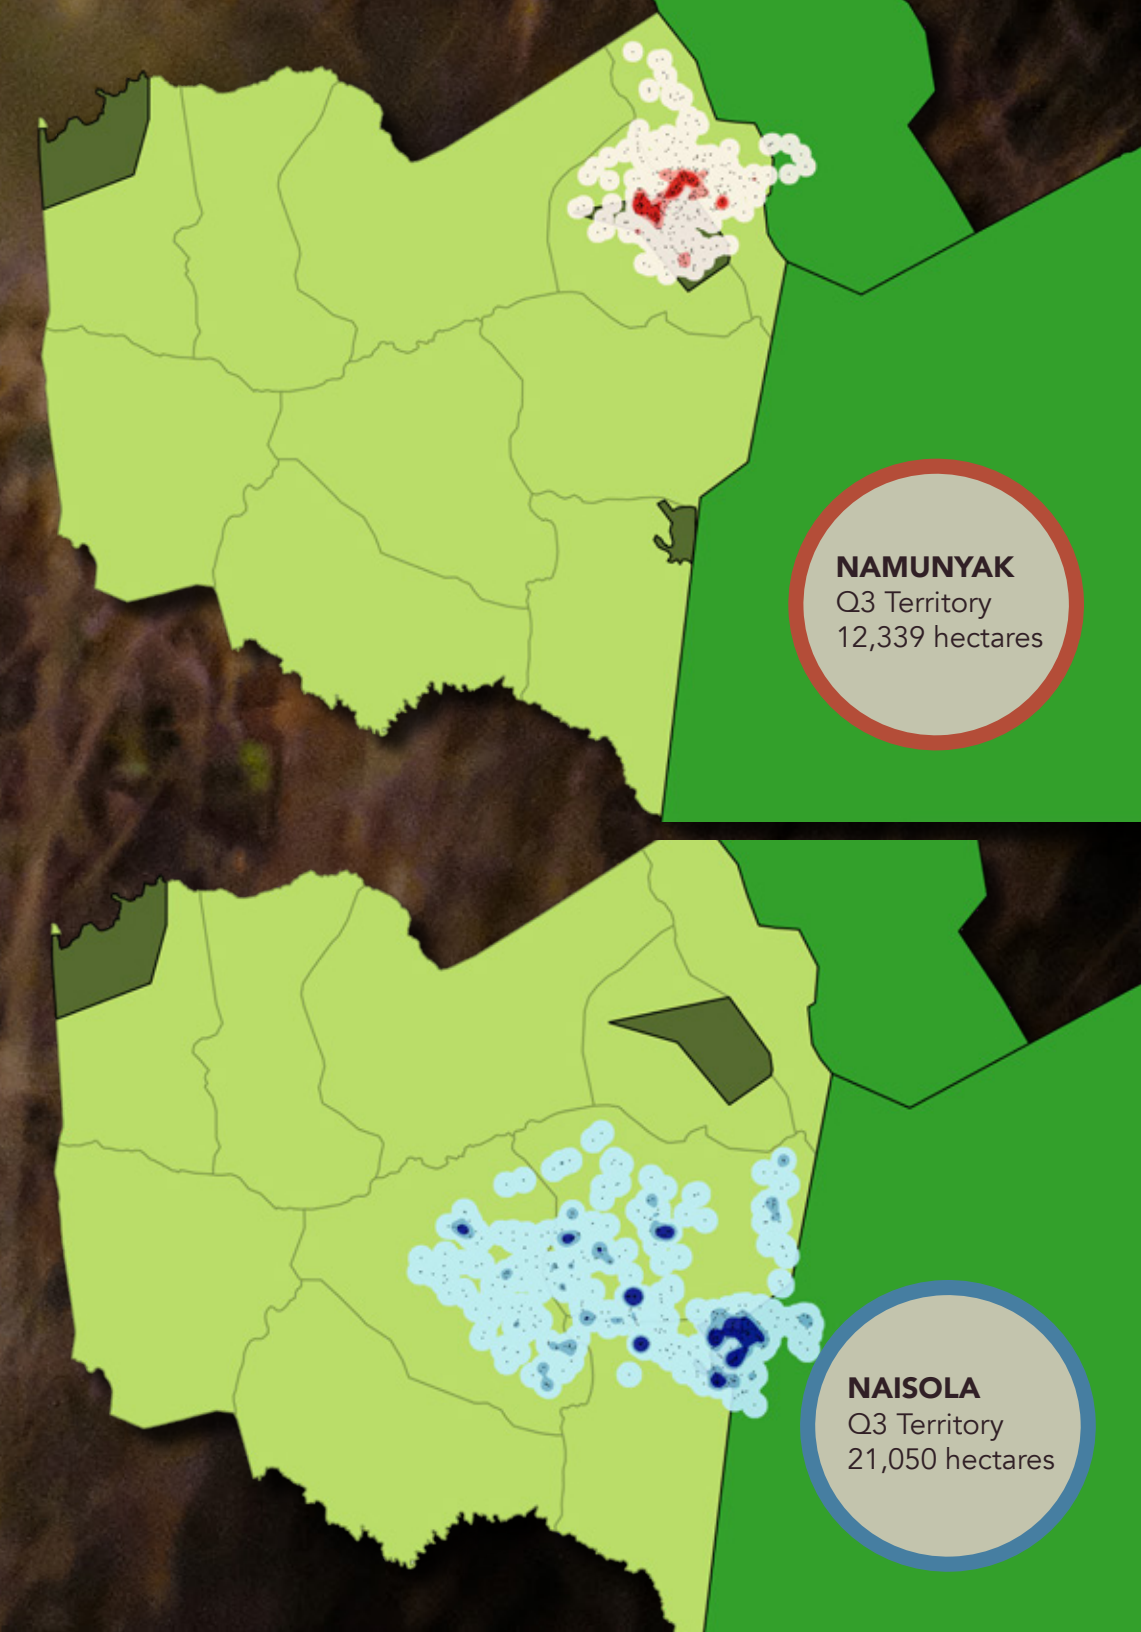 NAMUNYAK
Q3 Territory
12,339 hectares
NAISOLA
Q3 Territory
21,050 hectares